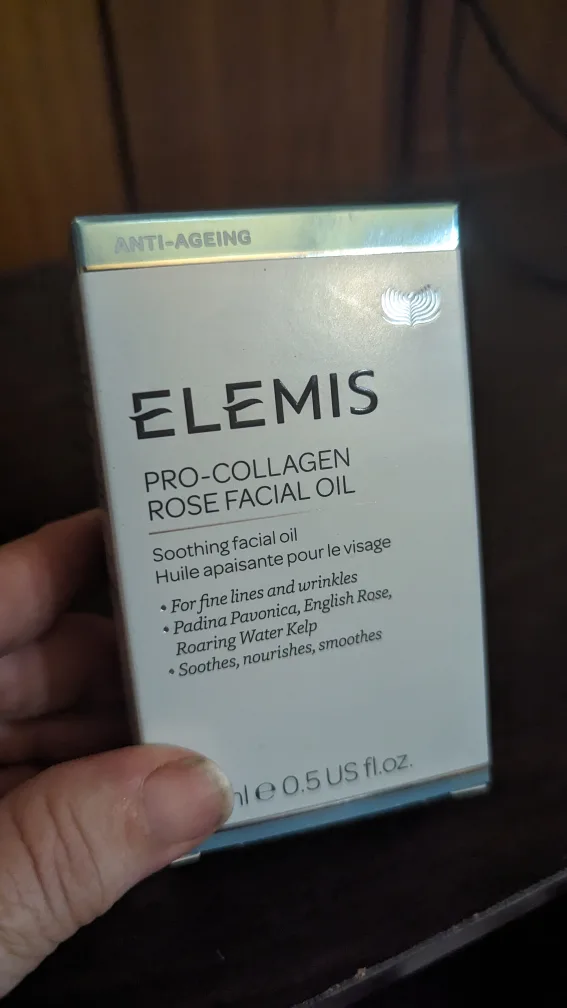 ANTI-AGEING
ELEMIS
PRO-COLLAGEN
ROSE FACIAL OIL
Soothing facial oil
Huile apaisante pour le visage
• For fine lines and wrinkles
• Padina Pavonica, English Rose,
Roaring Water Kelp
• Soothes, nourishes, smoothes
℮ 0.5 US fl.oz.